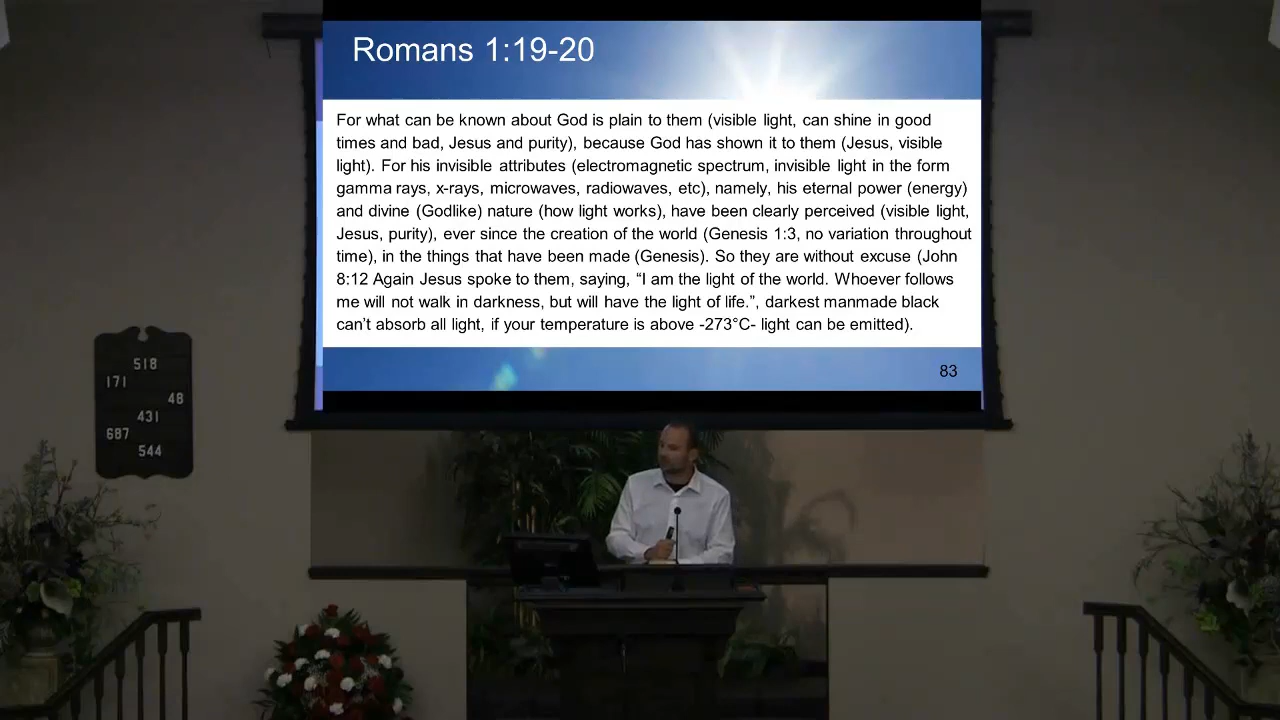 Romans 1:19-20
For what can be known about God is plain to them (visible light, can shine in good
times and bad, Jesus and purity), because God has shown it to them (Jesus, visible
light). For his invisible attributes (electromagnetic spectrum, invisible light in the form
gamma rays, x-rays, microwaves, radiowaves, etc), namely, his eternal power (energy)
and divine (Godlike) nature (how light works), have been clearly perceived (visible light,
Jesus, purity), ever since the creation of the world (Genesis 1:3, no variation throughout
time), in the things that have been made (Genesis). So they are without excuse (John
8:12 Again Jesus spoke to them, saying, “I am the light of the world. Whoever follows
me will not walk in darkness, but will have the light of life.”, darkest manmade black
can’t absorb all light, if your temperature is above -273°C- light can be emitted).
83
518
171
48
431
687
544